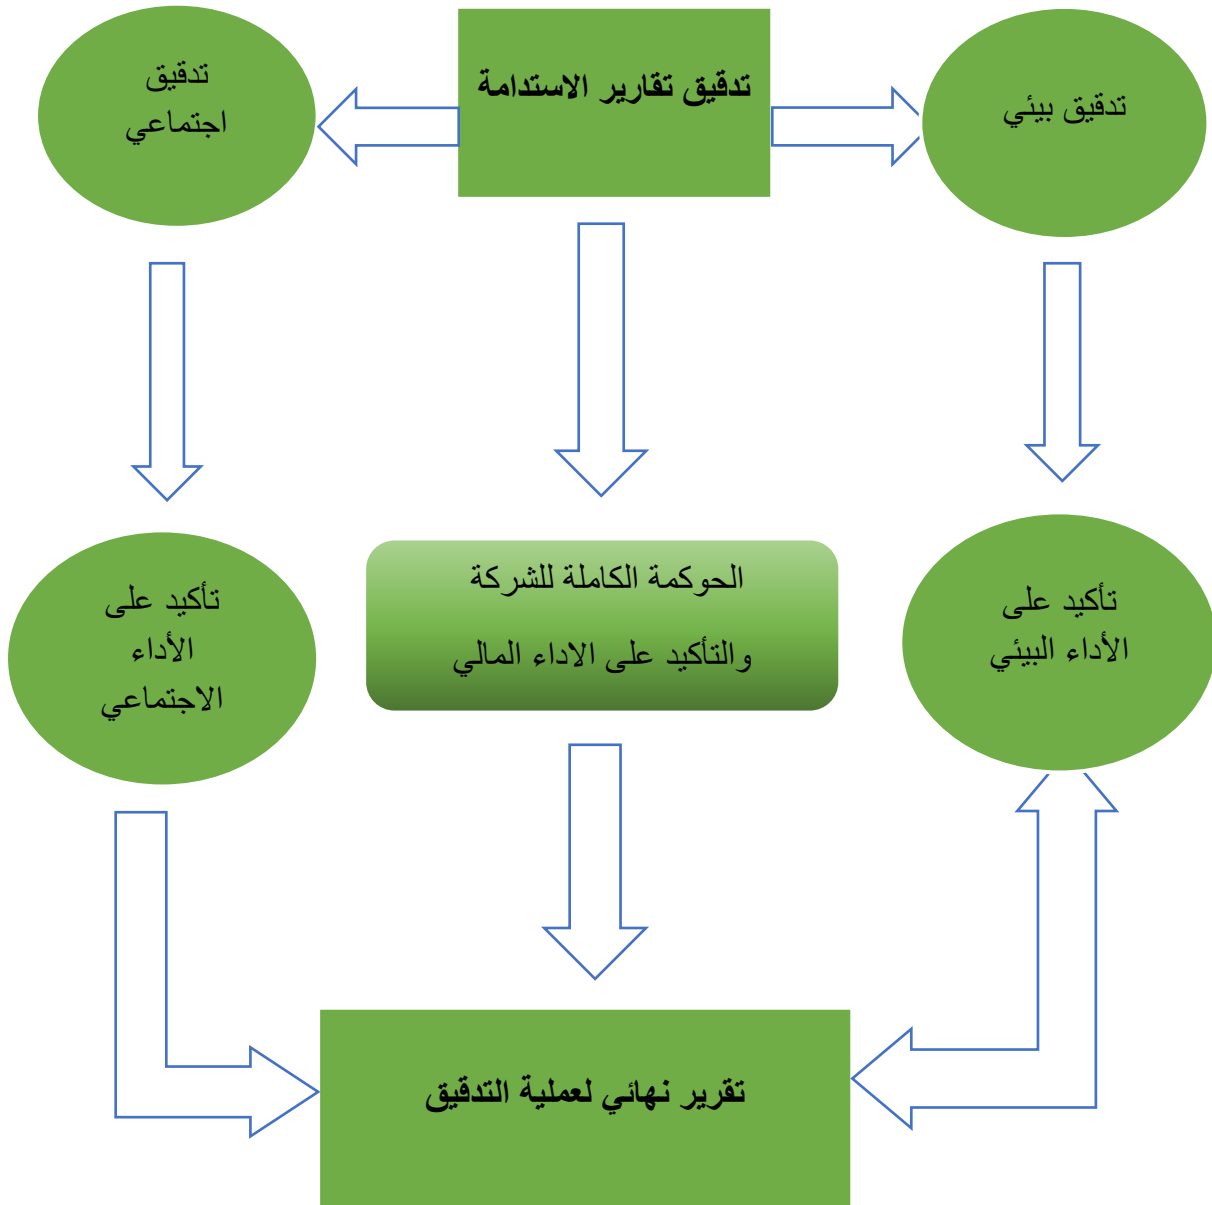 تدقيق تقارير الاستدامة
تدقيق بيئي
تدقيق
اجتماعي
تأكيد على
الأداء البيئي
الحوكمة الكاملة للشركة
والتأكيد على الاداء المالي
تأكيد على
الأداء
الاجتماعي
تقرير نهائي لعملية التدقيق